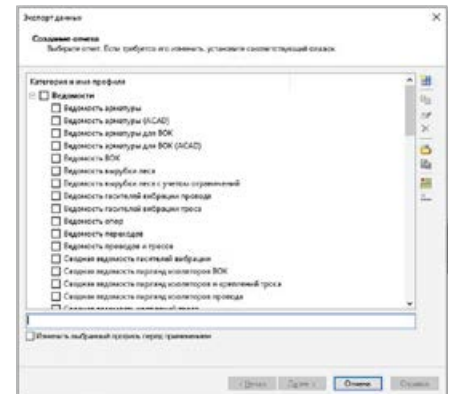 Экспорт данных
Создание отчета
Выберите отчет. Если требуется его изменить, установите соответствующий флажок.
Категория и имя профиля
Ведомости
Ведомость арматуры
Ведомость арматуры (ACAD)
Ведомость арматуры для ВОК
Ведомость арматуры для ВОК (ACAD)
Ведомость ВОК
Ведомость вырубки леса
Ведомость вырубки леса с учетом ограничений
Ведомость гасителей вибрации провода
Ведомость гасителей вибрации троса
Ведомость опор
Ведомость переходов
Ведомость проводов и тросов
Сводная ведомость гасителей вибрации
Сводная ведомость гирлянд изоляторов ВОК
Сводная ведомость гирлянд изоляторов и креплений троса
Сводная ведомость гирлянд изоляторов провода
Сводная ведомость креплений троса
Изменить выбранный профиль перед применением
< Назад
Далее >
Отмена
Справка